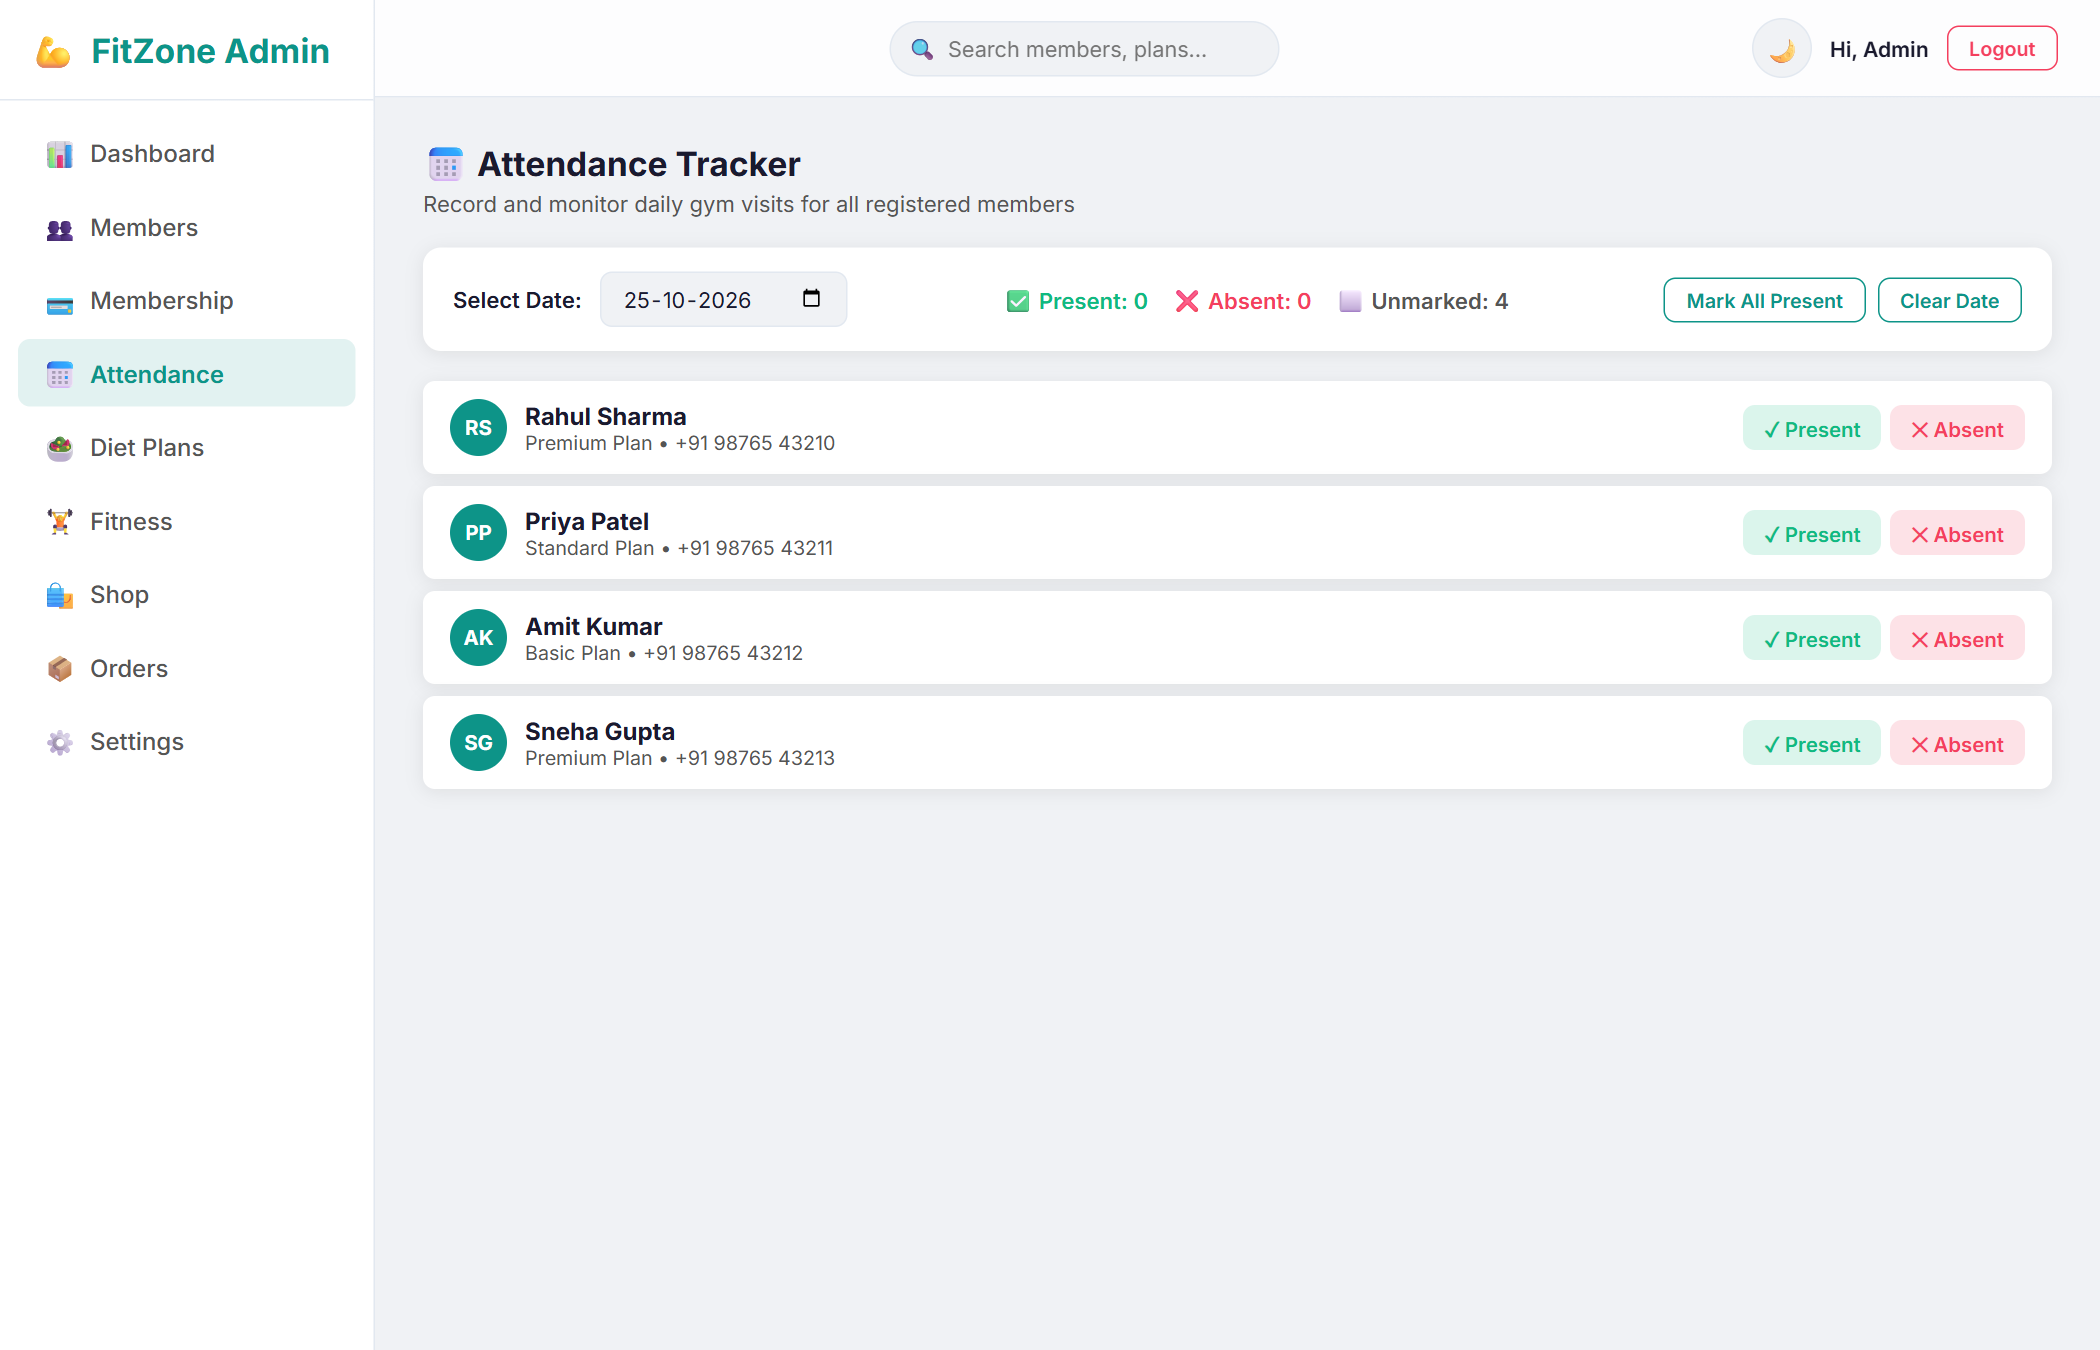 FitZone Admin
Search members, plans...
Hi, Admin
Logout
Dashboard
Members
Membership
Attendance
Diet Plans
Fitness
Shop
Orders
Settings
Attendance Tracker
Record and monitor daily gym visits for all registered members
Select Date: 25-10-2026
✅ Present: 0 ❌ Absent: 0 Unmarked: 4
Mark All Present
Clear Date
RS
Rahul Sharma
Premium Plan • +91 98765 43210
✓ Present
✕ Absent
PP
Priya Patel
Standard Plan • +91 98765 43211
✓ Present
✕ Absent
AK
Amit Kumar
Basic Plan • +91 98765 43212
✓ Present
✕ Absent
SG
Sneha Gupta
Premium Plan • +91 98765 43213
✓ Present
✕ Absent